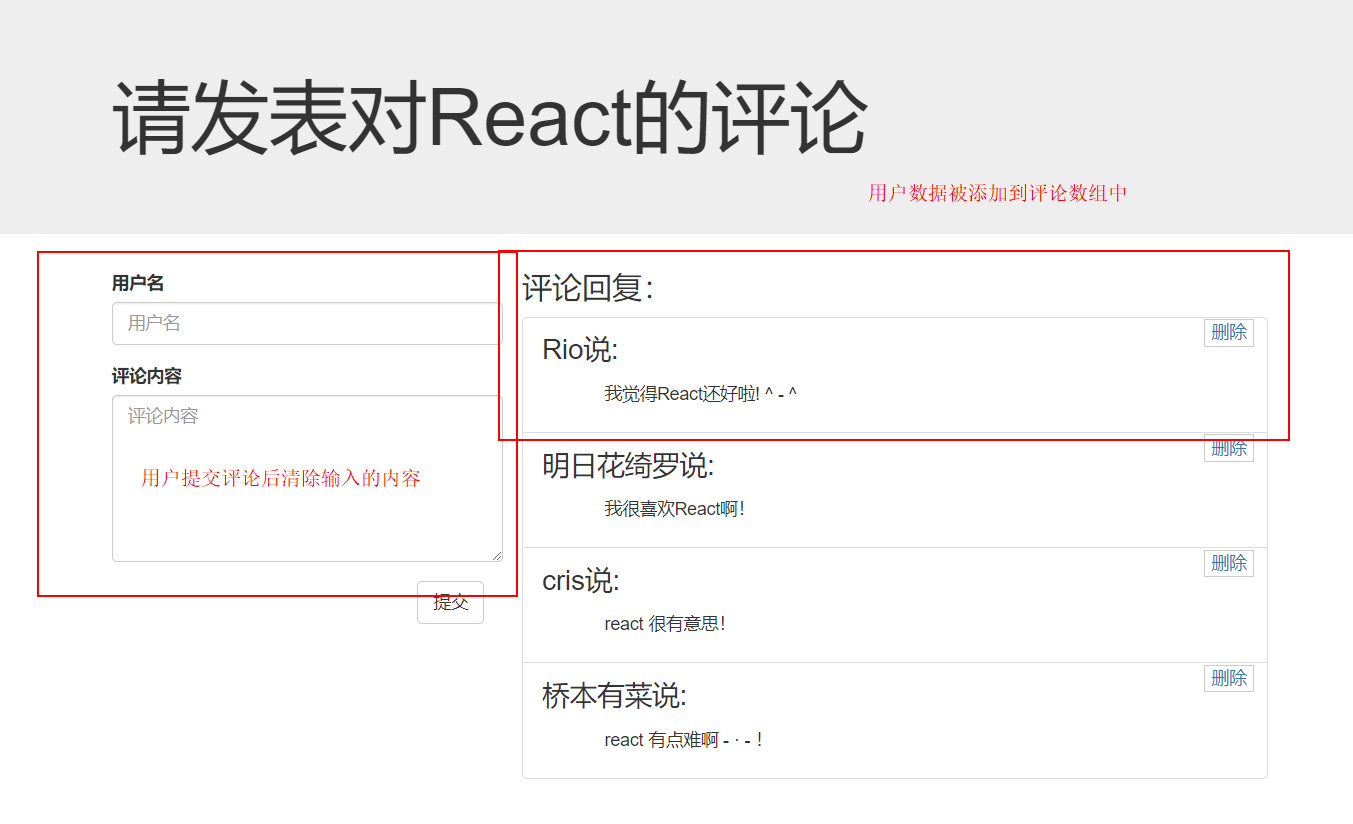 请发表对React的评论
用户数据被添加到评论数组中
用户名
用户名
评论内容
评论内容
用户提交评论后清除输入的内容
提交
评论回复：
删除
Rio说:
我觉得React还好啦! ^ - ^
删除
明日花绮罗说:
我很喜欢React啊！
删除
cris说:
react 很有意思！
删除
桥本有菜说:
react 有点难啊 - · - ！